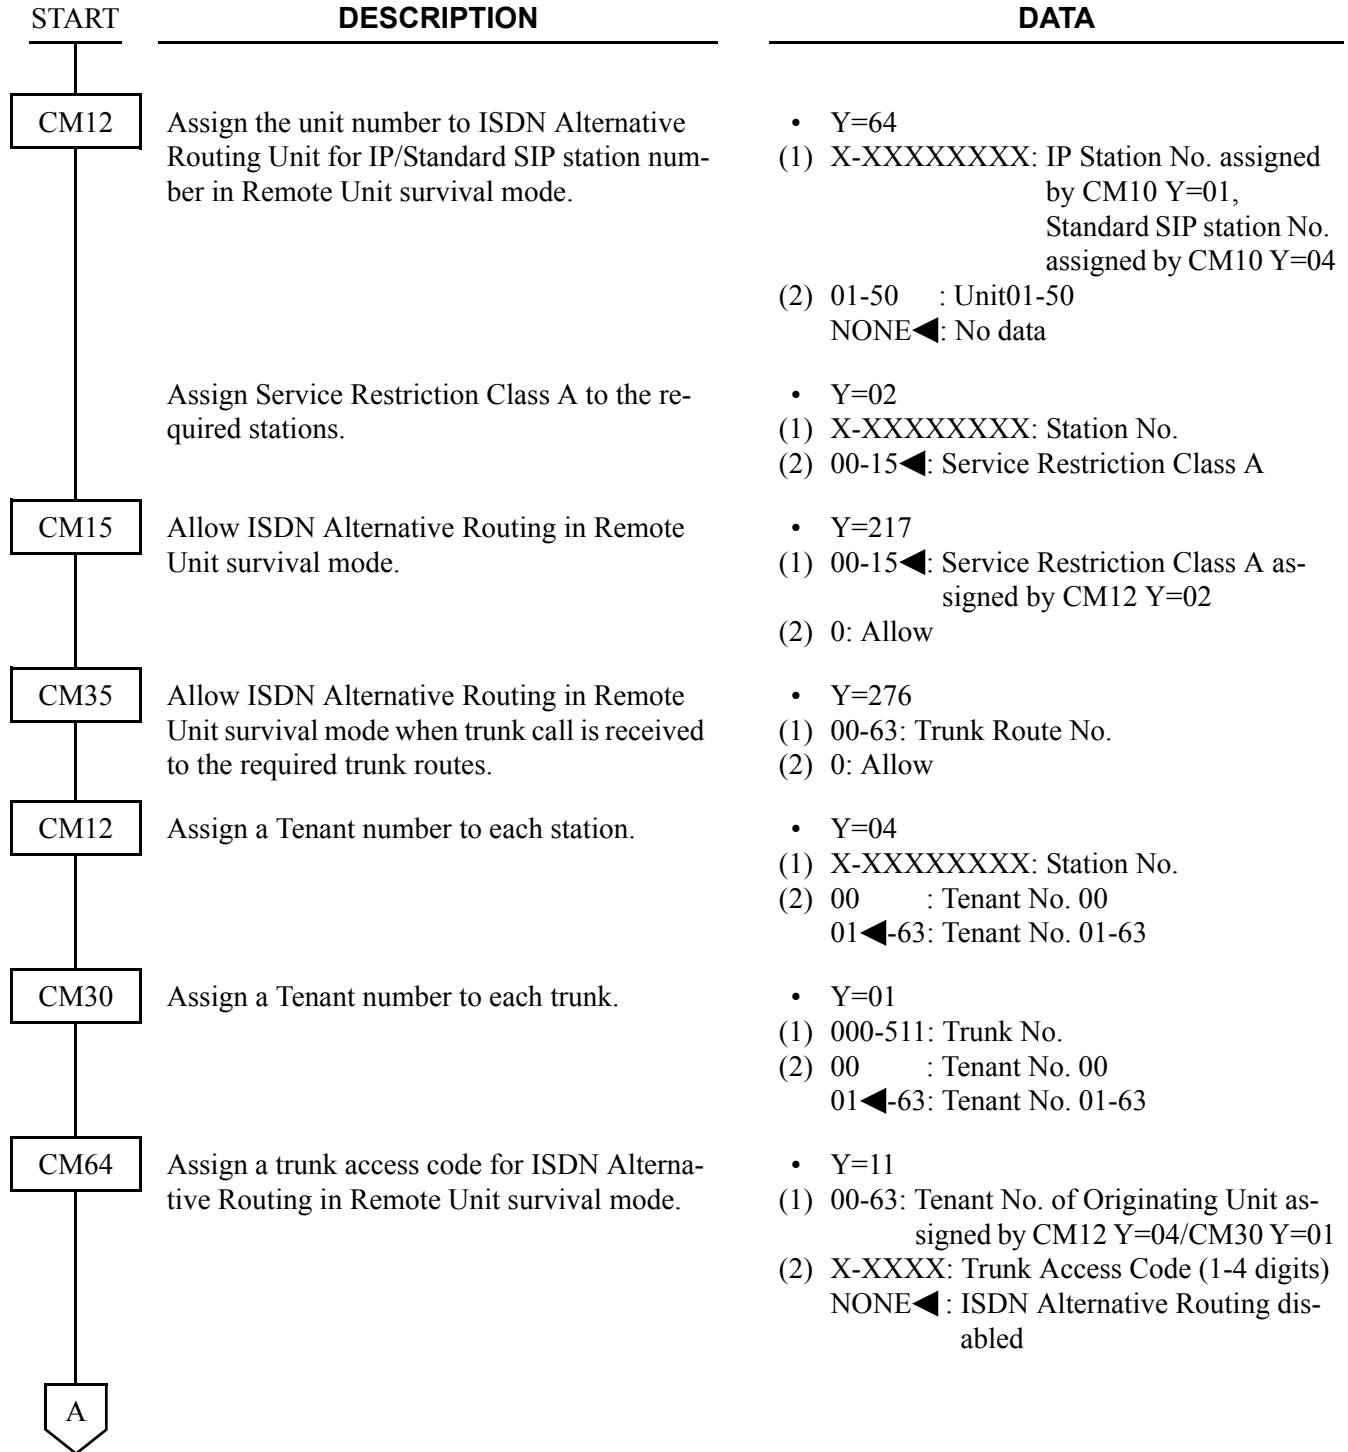 START DESCRIPTION DATA
CM12 Assign the unit number to ISDN Alternative • Y=64
Routing Unit for IP/Standard SIP station num- (1) X-XXXXXXXX: IP Station No. assigned
ber in Remote Unit survival mode. by CM10 Y=01,
Standard SIP station No.
assigned by CM10 Y=04
(2) 01-50 : Unit01-50
NONE◀: No data
Assign Service Restriction Class A to the re- • Y=02
quired stations. (1) X-XXXXXXXX: Station No.
(2) 00-15◀: Service Restriction Class A
CM15 Allow ISDN Alternative Routing in Remote • Y=217
Unit survival mode. (1) 00-15◀: Service Restriction Class A as-
signed by CM12 Y=02
(2) 0: Allow
CM35 Allow ISDN Alternative Routing in Remote • Y=276
Unit survival mode when trunk call is received (1) 00-63: Trunk Route No.
to the required trunk routes. (2) 0: Allow
CM12 Assign a Tenant number to each station. • Y=04
(1) X-XXXXXXXX: Station No.
(2) 00 : Tenant No. 00
01◀-63: Tenant No. 01-63
CM30 Assign a Tenant number to each trunk. • Y=01
(1) 000-511: Trunk No.
(2) 00 : Tenant No. 00
01◀-63: Tenant No. 01-63
CM64 Assign a trunk access code for ISDN Alterna- • Y=11
tive Routing in Remote Unit survival mode. (1) 00-63: Tenant No. of Originating Unit as-
signed by CM12 Y=04/CM30 Y=01
(2) X-XXXX: Trunk Access Code (1-4 digits)
NONE◀ : ISDN Alternative Routing dis-
abled
A